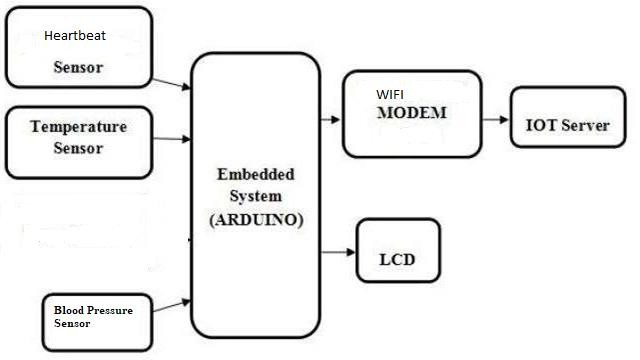 Heartbeat
Sensor
Temperature
Sensor
Blood Pressure
Sensor
Embedded
System
(ARDUINO)
WIFI
MODEM
IOT Server
LCD